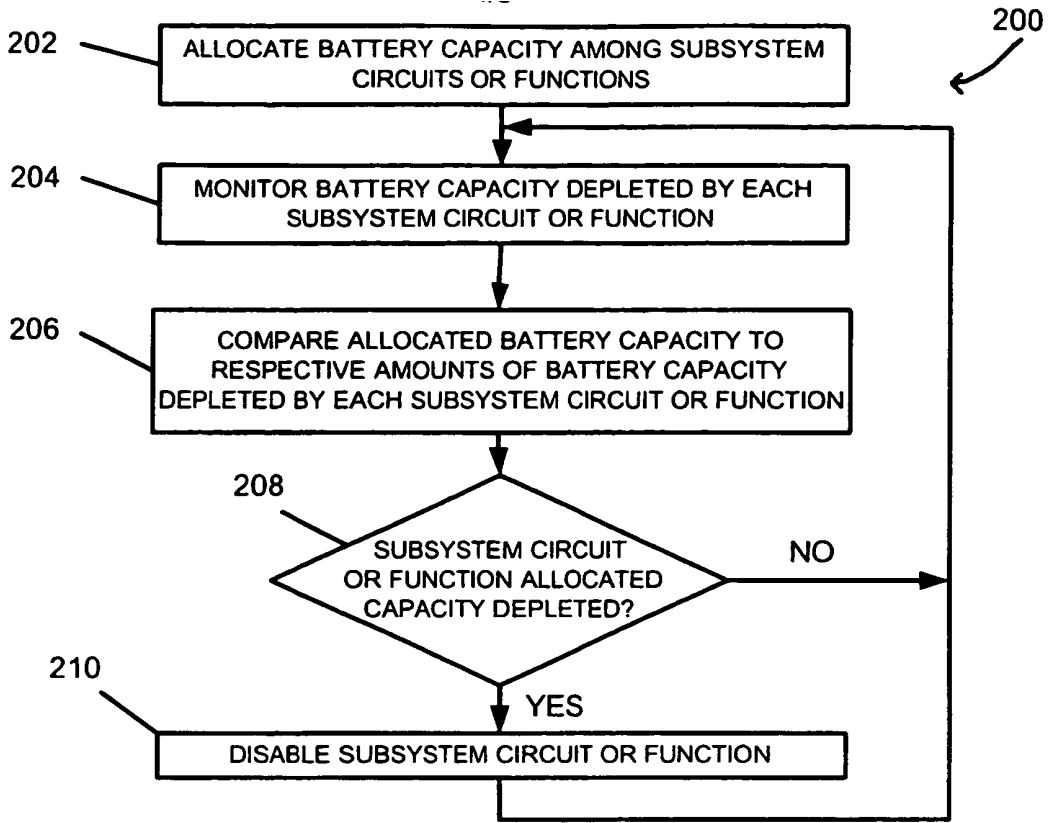 200
202
ALLOCATE BATTERY CAPACITY AMONG SUBSYSTEM
CIRCUITS OR FUNCTIONS
204
MONITOR BATTERY CAPACITY DEPLETED BY EACH
SUBSYSTEM CIRCUIT OR FUNCTION
206
COMPARE ALLOCATED BATTERY CAPACITY TO
RESPECTIVE AMOUNTS OF BATTERY CAPACITY
DEPLETED BY EACH SUBSYSTEM CIRCUIT OR FUNCTION
208
SUBSYSTEM CIRCUIT
OR FUNCTION ALLOCATED
CAPACITY DEPLETED?
NO
YES
210
DISABLE SUBSYSTEM CIRCUIT OR FUNCTION